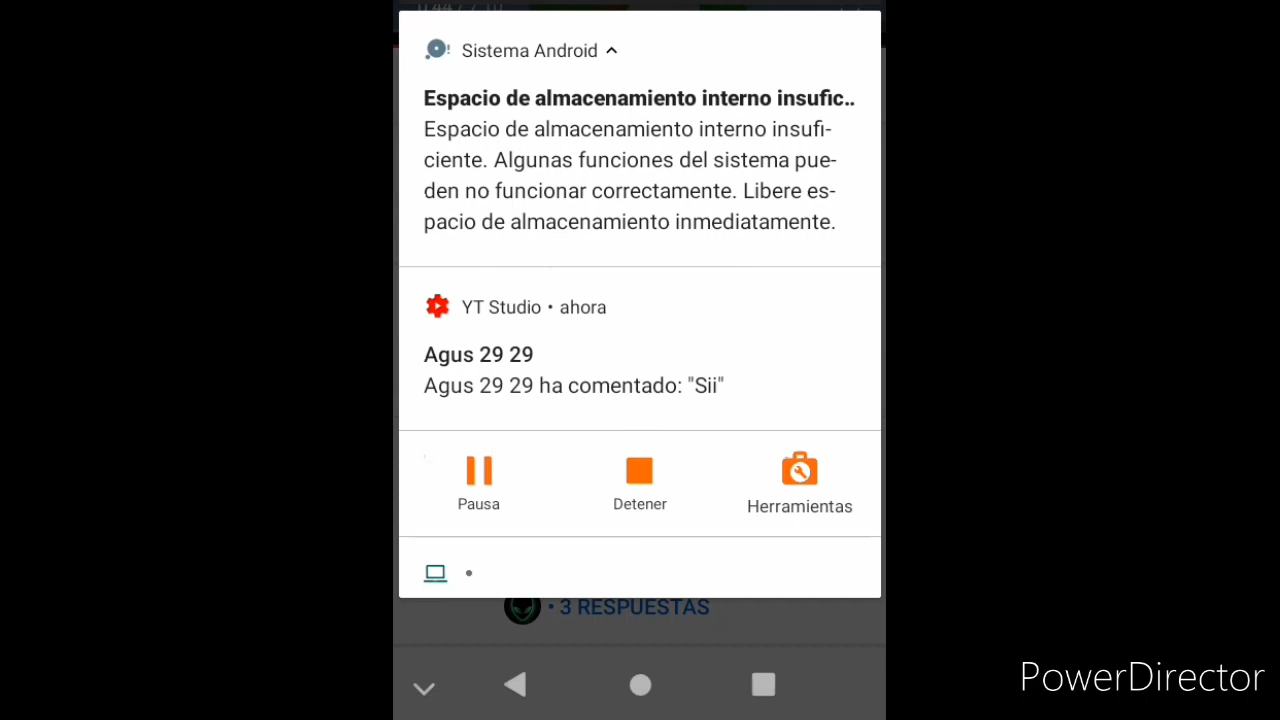 Sistema Android
Espacio de almacenamiento interno insufic..
Espacio de almacenamiento interno insufi-
ciente. Algunas funciones del sistema pue-
den no funcionar correctamente. Libere es-
pacio de almacenamiento inmediatamente.
YT Studio • ahora
Agus 29 29
Agus 29 29 ha comentado: "Sii"
Pausa
Detener
Herramientas
• 3 RESPUESTAS
PowerDirector